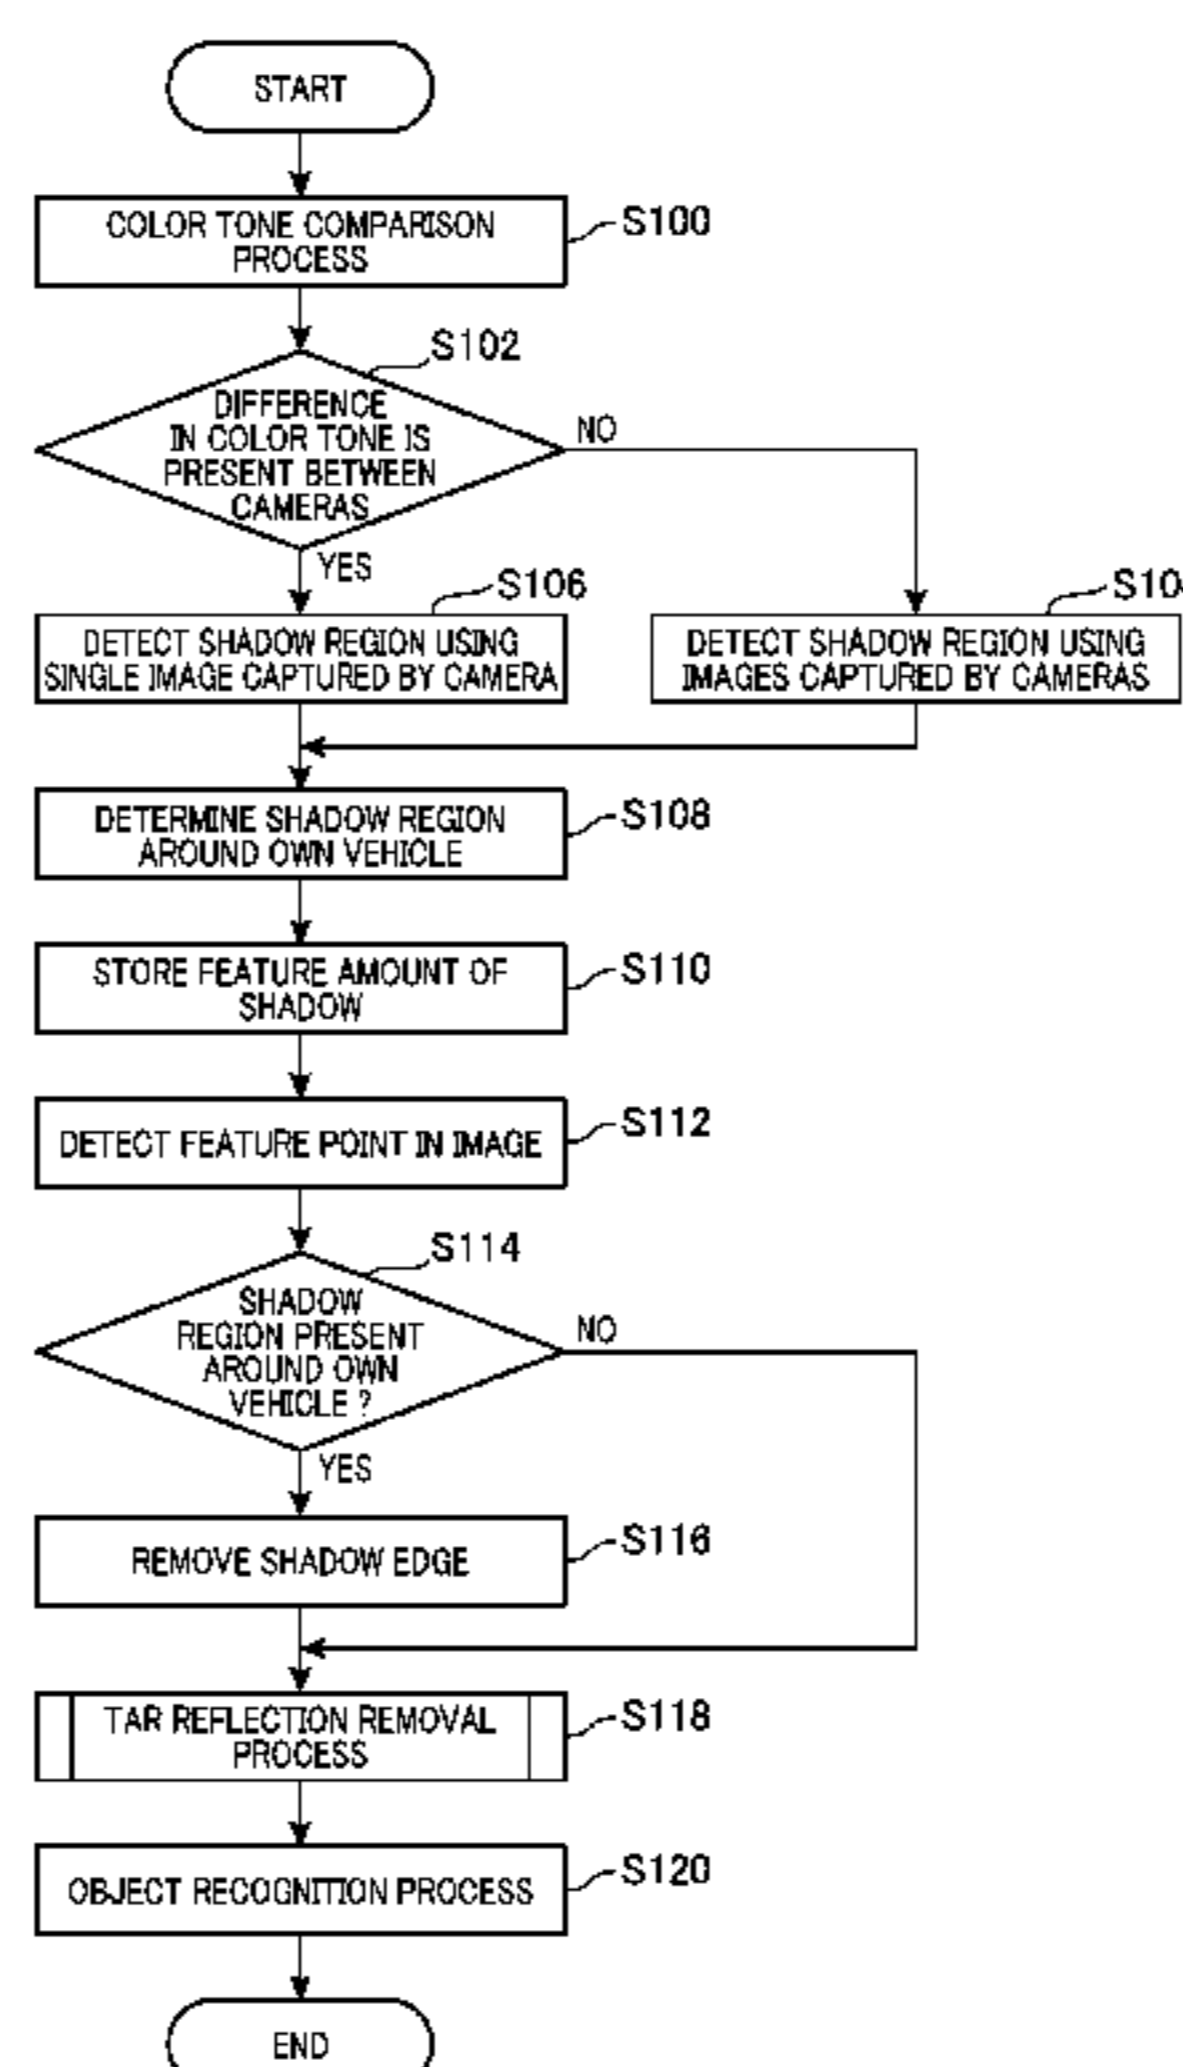 START
COLOR TONE COMPARISON
PROCESS
S100
S102
DIFFERENCE
IN COLOR TONE IS
PRESENT BETWEEN
CAMERAS
NO
YES
S106
DETECT SHADOW REGION USING
SINGLE IMAGE CAPTURED BY CAMERA
DETECT SHADOW REGION USING
IMAGES CAPTURED BY CAMERAS
DETERMINE SHADOW REGION
AROUND OWN VEHICLE
S108
STORE FEATURE AMOUNT OF
SHADOW
S110
DETECT FEATURE POINT IN IMAGE
S112
S114
SHADOW
REGION PRESENT
AROUND OWN
VEHICLE ?
NO
YES
REMOVE SHADOW EDGE
S116
TAR REFLECTION REMOVAL
PROCESS
S118
OBJECT RECOGNITION PROCESS
S120
END